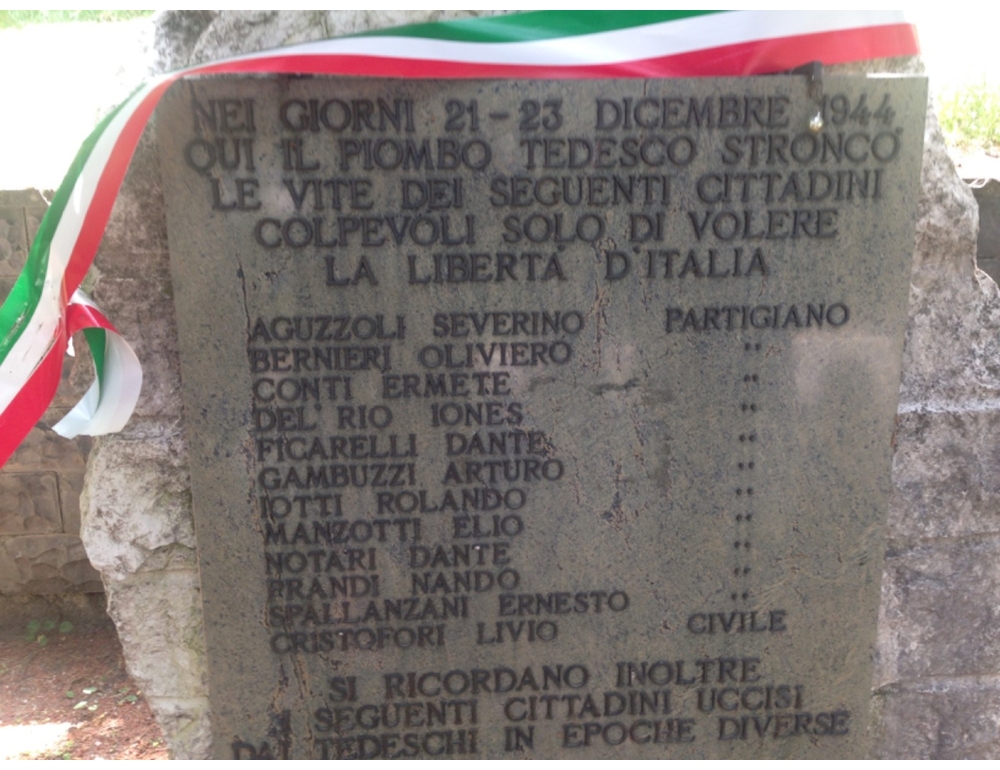 NEI GIORNI 21-23 DICEMBRE 1944
QUI IL PIOMBO TEDESCO STRONCO'
LE VITE DEI SEGUENTI CITTADINI
COLPEVOLI SOLO DI VOLERE
LA LIBERTA' D'ITALIA
AGUZZOLI SEVERINO PARTIGIANO
BERNIERI OLIVIERO "
CONTI ERMETE "
DEL RIO IONES "
FICARELLI DANTE "
GAMBUZZI ARTURO "
IOTTI ROLANDO "
MANZOTTI ELIO "
NOTARI DANTE "
PRANDI NANDO "
SPALLANZANI ERNESTO "
CRISTOFORI LIVIO CIVILE
SI RICORDANO INOLTRE
I SEGUENTI CITTADINI UCCISI
DAI TEDESCHI IN EPOCHE DIVERSE